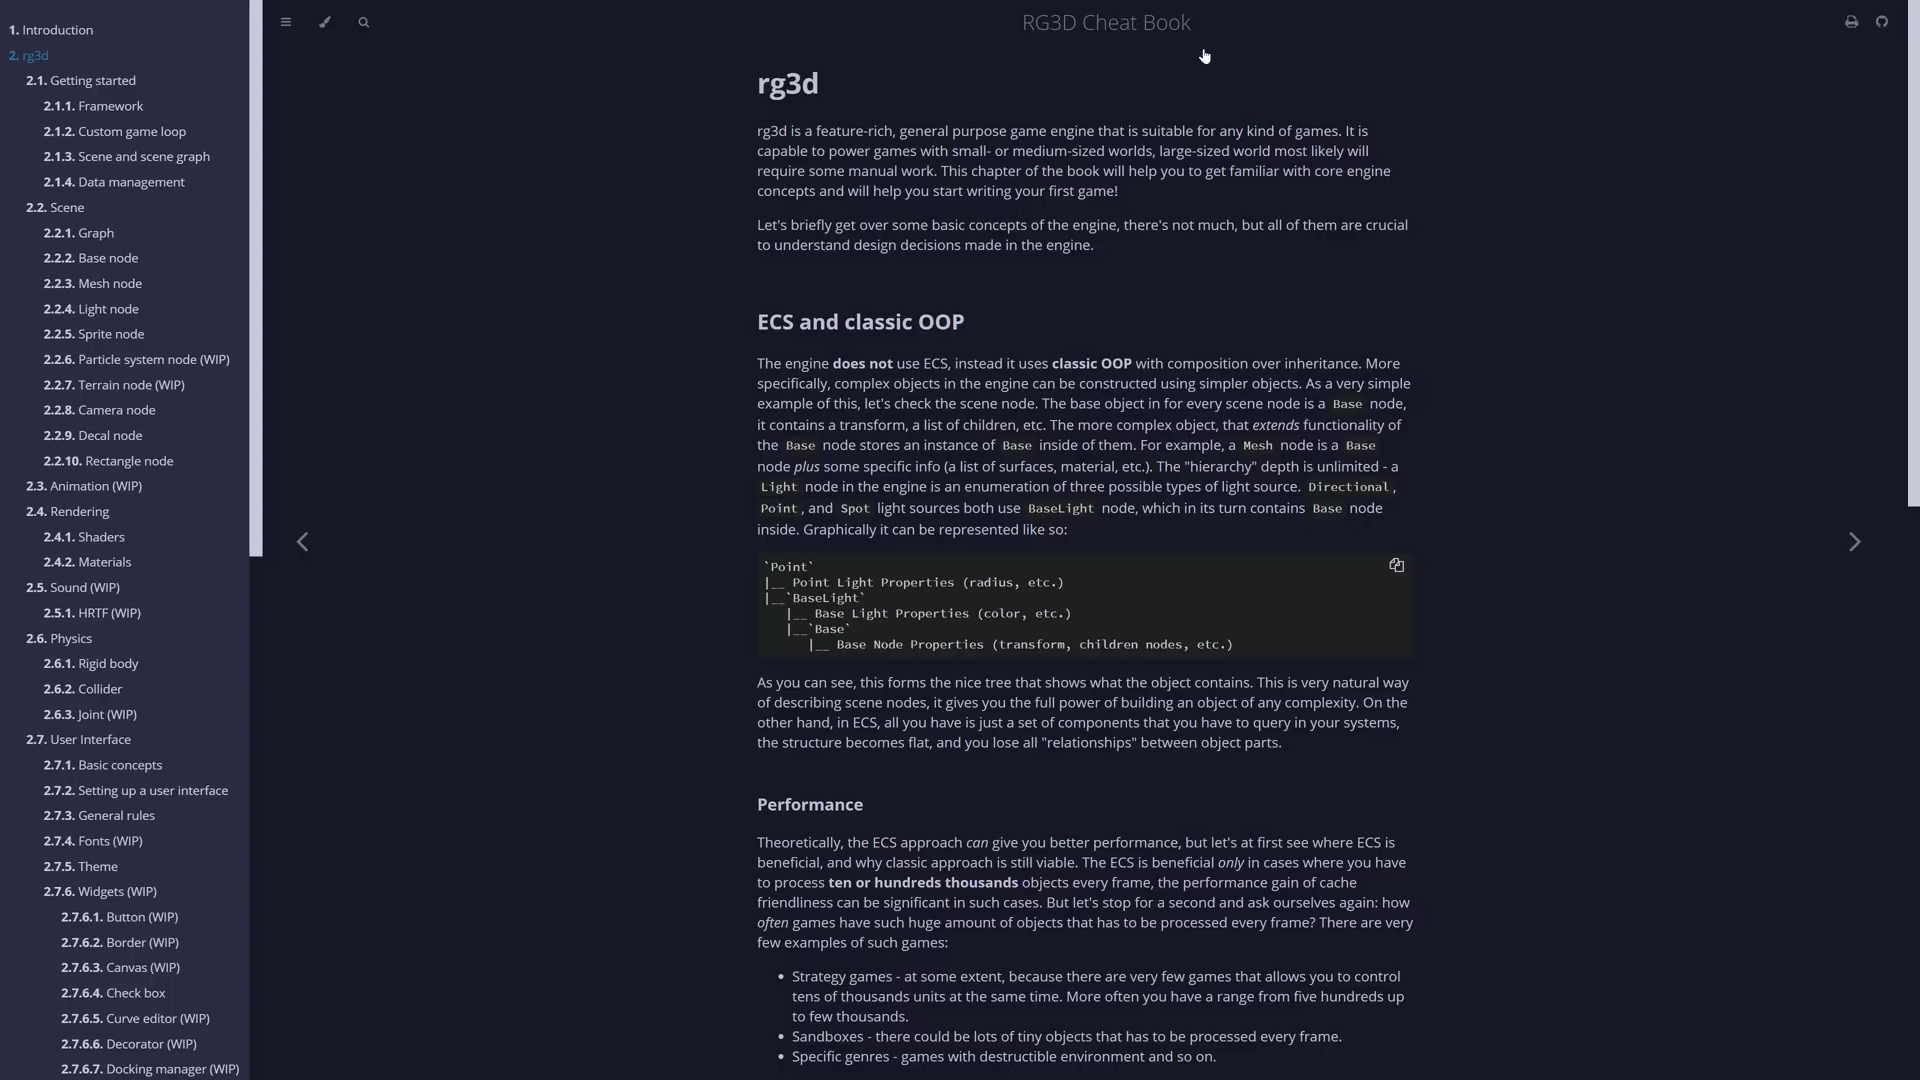 1. Introduction
2. rg3d
2.1. Getting started
2.1.1. Framework
2.1.2. Custom game loop
2.1.3. Scene and scene graph
2.1.4. Data management
2.2. Scene
2.2.1. Graph
2.2.2. Base node
2.2.3. Mesh node
2.2.4. Light node
2.2.5. Sprite node
2.2.6. Particle system node (WIP)
2.2.7. Terrain node (WIP)
2.2.8. Camera node
2.2.9. Decal node
2.2.10. Rectangle node
2.3. Animation (WIP)
2.4. Rendering
2.4.1. Shaders
2.4.2. Materials
2.5. Sound (WIP)
2.5.1. HRTF (WIP)
2.6. Physics
2.6.1. Rigid body
2.6.2. Collider
2.6.3. Joint (WIP)
2.7. User Interface
2.7.1. Basic concepts
2.7.2. Setting up a user interface
2.7.3. General rules
2.7.4. Fonts (WIP)
2.7.5. Theme
2.7.6. Widgets (WIP)
2.7.6.1. Button (WIP)
2.7.6.2. Border (WIP)
2.7.6.3. Canvas (WIP)
2.7.6.4. Check box
2.7.6.5. Curve editor (WIP)
2.7.6.6. Decorator (WIP)
2.7.6.7. Docking manager (WIP)
RG3D Cheat Book
rg3d
rg3d is a feature-rich, general purpose game engine that is suitable for any kind of games. It is
capable to power games with small- or medium-sized worlds, large-sized world most likely will
require some manual work. This chapter of the book will help you to get familiar with core engine
concepts and will help you start writing your first game!
Let's briefly get over some basic concepts of the engine, there's not much, but all of them are crucial
to understand design decisions made in the engine.
ECS and classic OOP
The engine does not use ECS, instead it uses classic OOP with composition over inheritance. More
specifically, complex objects in the engine can be constructed using simpler objects. As a very simple
example of this, let's check the scene node. The base object in for every scene node is a Base node,
it contains a transform, a list of children, etc. The more complex object, that extends functionality of
the Base node stores an instance of Base inside of them. For example, a Mesh node is a Base
node plus some specific info (a list of surfaces, material, etc.). The "hierarchy" depth is unlimited - a
Light node in the engine is an enumeration of three possible types of light source. Directional,
Point, and Spot light sources both use BaseLight node, which in its turn contains Base node
inside. Graphically it can be represented like so:
`Point`
|__ Point Light Properties (radius, etc.)
|__`BaseLight`
   |__ Base Light Properties (color, etc.)
   |__`Base`
      |__ Base Node Properties (transform, children nodes, etc.)
As you can see, this forms the nice tree that shows what the object contains. This is very natural way
of describing scene nodes, it gives you the full power of building an object of any complexity. On the
other hand, in ECS, all you have is just a set of components that you have to query in your systems,
the structure becomes flat, and you lose all "relationships" between object parts.
Performance
Theoretically, the ECS approach can give you better performance, but let's at first see where ECS is
beneficial, and why classic approach is still viable. The ECS is beneficial only in cases where you have
to process ten or hundreds thousands objects every frame, the performance gain of cache
friendliness can be significant in such cases. But let's stop for a second and ask ourselves again: how
often games have such huge amount of objects that has to be processed every frame? There are very
few examples of such games:
• Strategy games - at some extent, because there are very few games that allows you to control
tens of thousands units at the same time. More often you have a range from five hundreds up
to few thousands.
• Sandboxes - there could be lots of tiny objects that has to be processed every frame.
• Specific genres - games with destructible environment and so on.